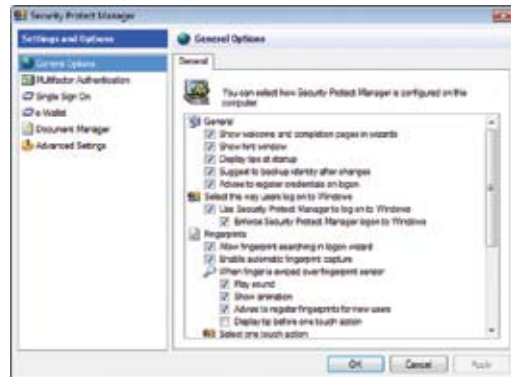 Security Protect Manager
Settings and Options
General Options
Multifactor Authentication
Single Sign On
e-Wallet
Document Manager
Advanced Settings
General Options
General
You can select how Security Protect Manager is configured on this
computer
General
Show welcome and completion pages in wizards
Show hint window
Display tips at startup
Suggest to backup identity after changes
Advise to register credentials on logon
Select the way users log on to Windows
Use Security Protect Manager to log on to Windows
Enforce Security Protect Manager logon to Windows
Fingerprints
Allow fingerprint searching in logon wizard
Enable automatic fingerprint capture
When finger is swiped over fingerprint sensor
Play sound
Show animation
Advise to register fingerprints for new users
Display tip before one touch action
Select one touch action
OK
Cancel
Apply